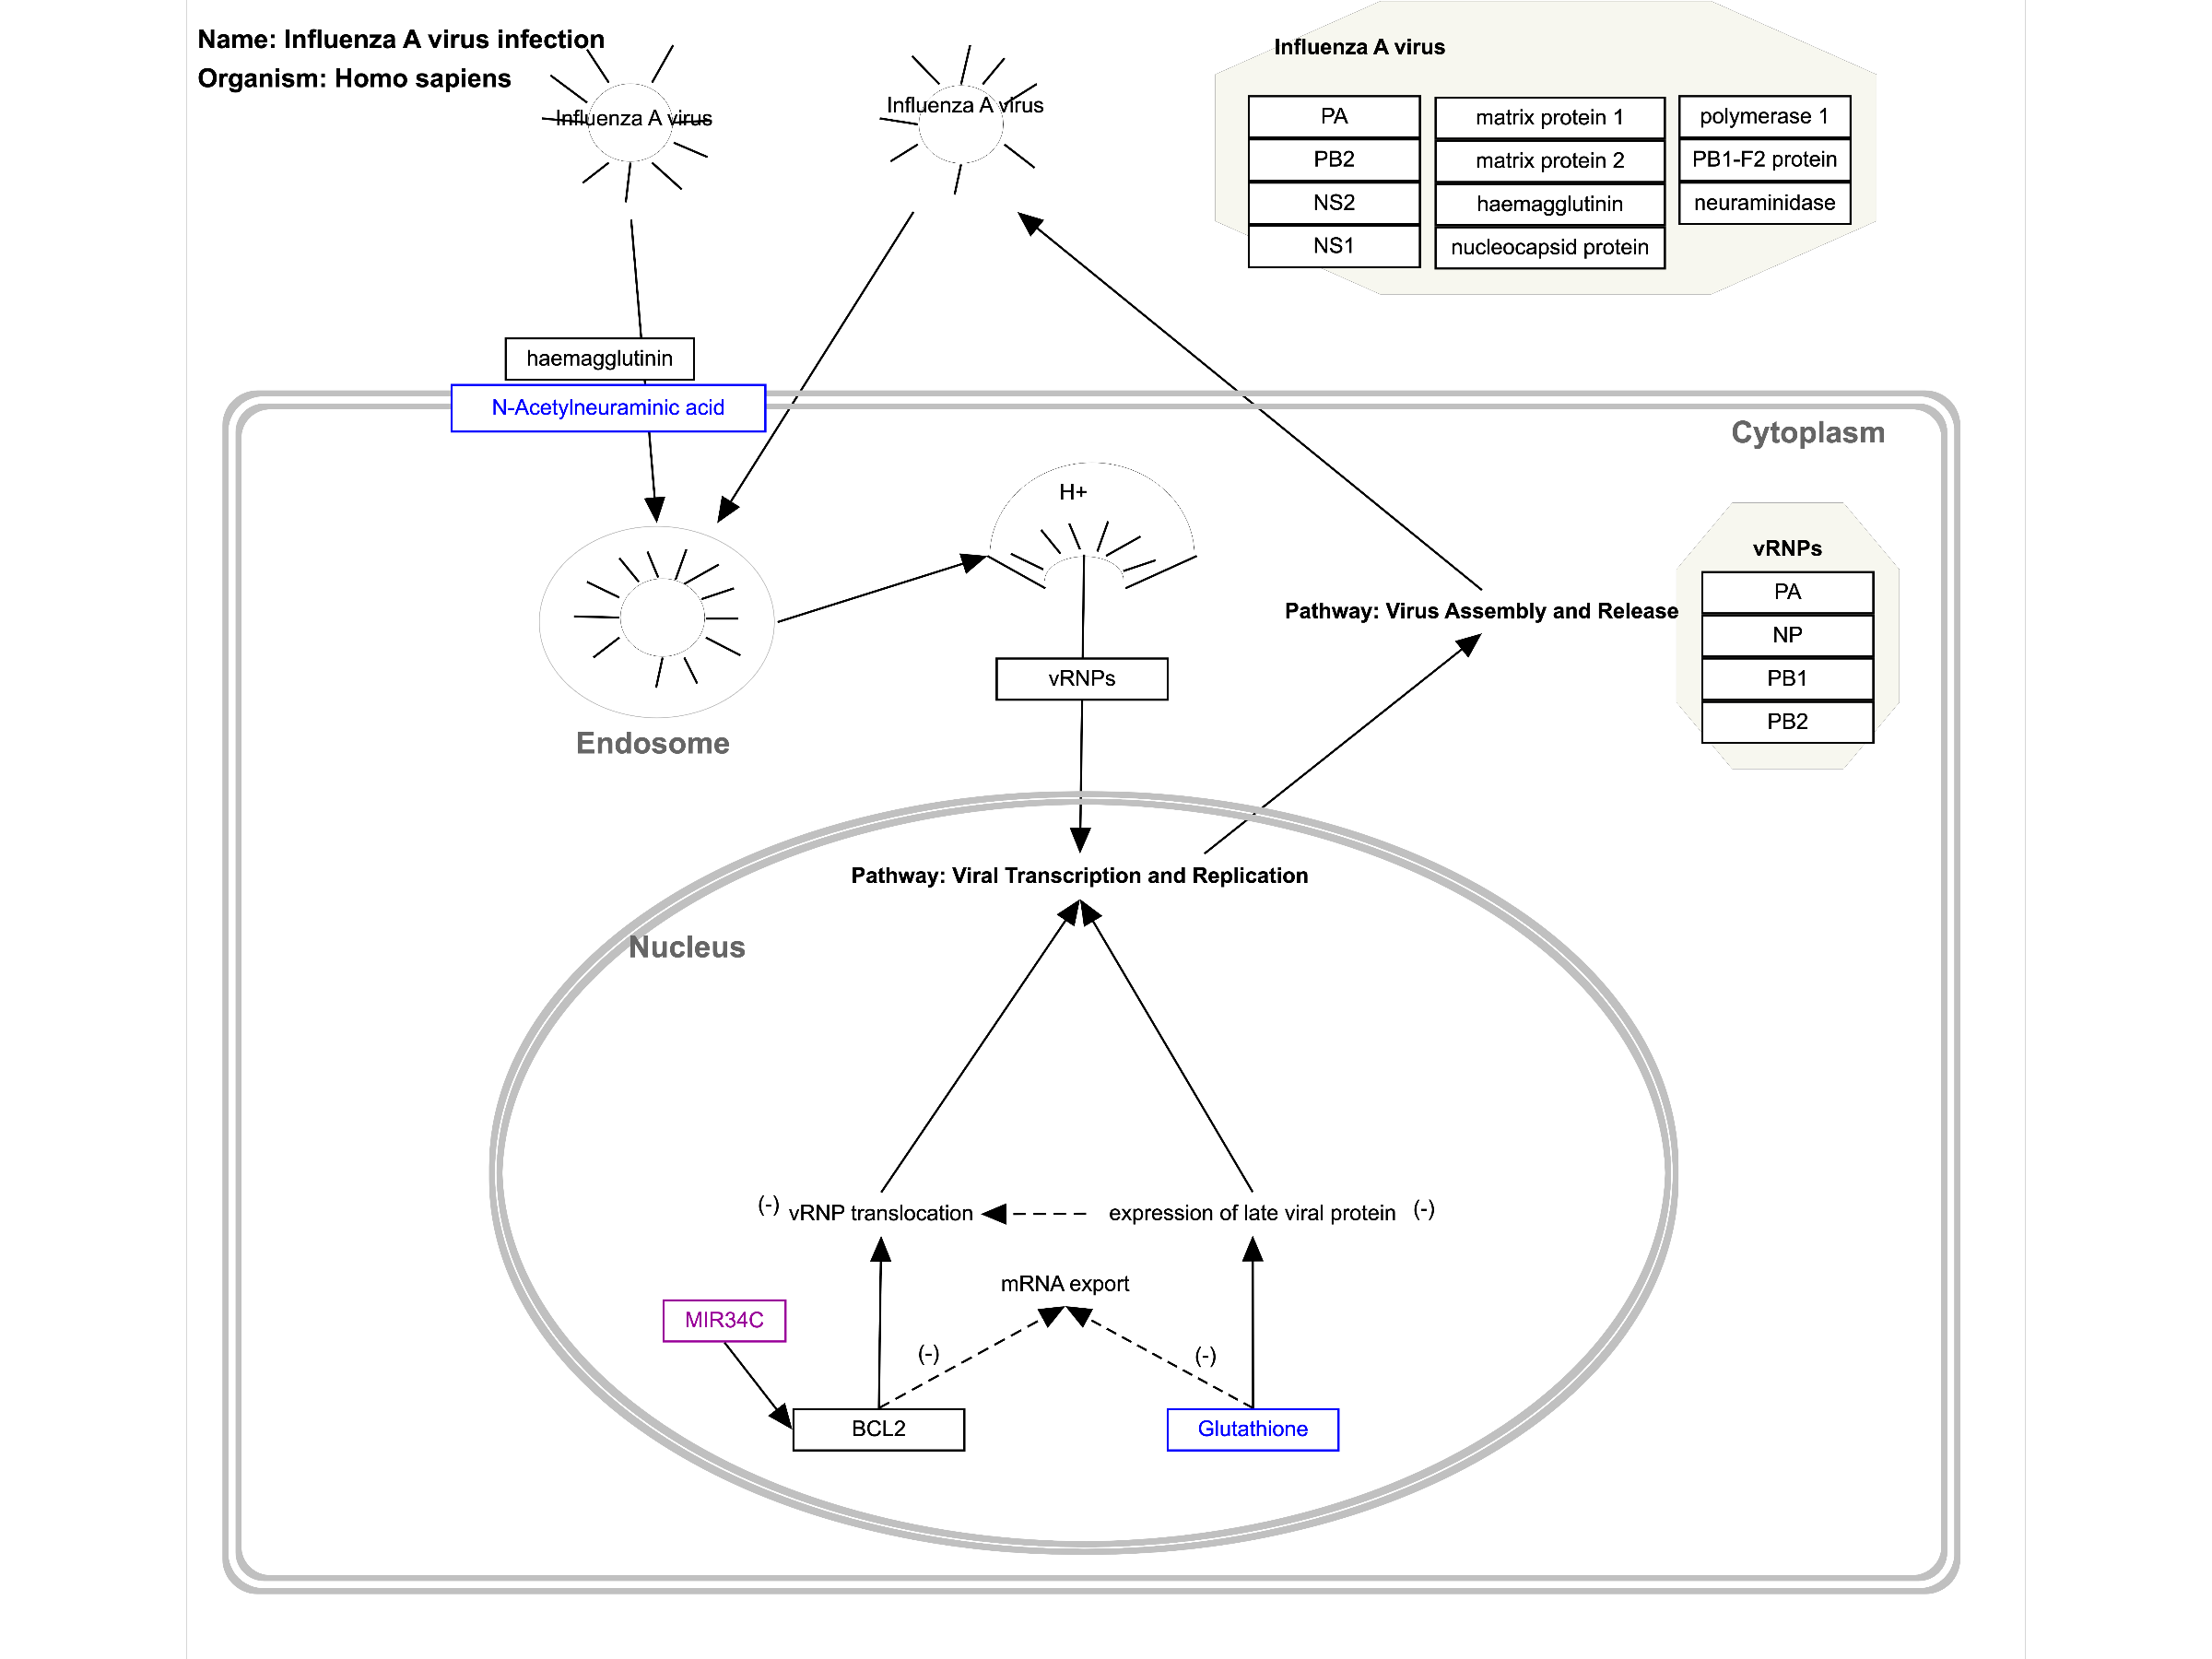 Name: Influenza A virus infection
Organism: Homo sapiens
Influenza A virus
Influenza A virus
Influenza A virus
PA
PB2
NS2
NS1
matrix protein 1
matrix protein 2
haemagglutinin
nucleocapsid protein
polymerase 1
PB1-F2 protein
neuraminidase
haemagglutinin
N-Acetylneuraminic acid
Cytoplasm
H+
vRNPs
PA
NP
PB1
PB2
Pathway: Virus Assembly and Release
vRNPs
Endosome
Pathway: Viral Transcription and Replication
Nucleus
(-) vRNP translocation
expression of late viral protein (-)
mRNA export
MIR34C
(-)
(-)
BCL2
Glutathione